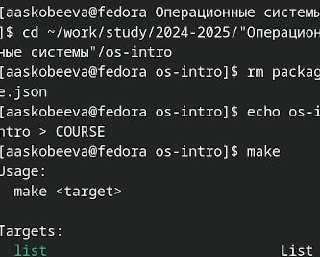 [aaskobeeva@fedora Операционные системы
]$ cd ~/work/study/2024-2025/"Операцион
ные системы"/os-intro
[aaskobeeva@fedora os-intro]$ rm packag
e.json
[aaskobeeva@fedora os-intro]$ echo os-i
ntro > COURSE
[aaskobeeva@fedora os-intro]$ make
Usage:
  make <target>

Targets:
  list                          List